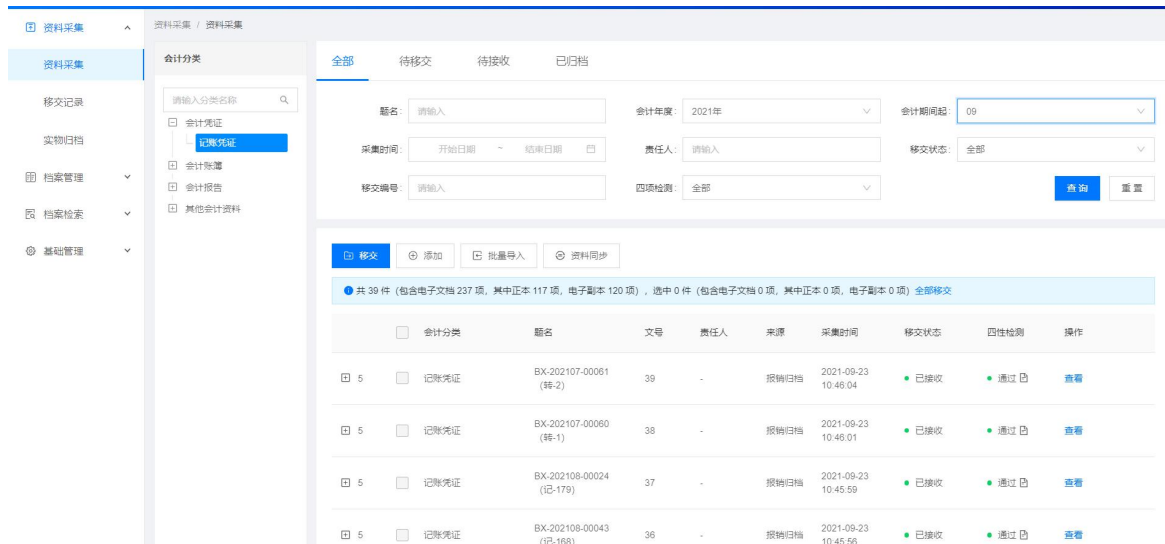 资料采集
资料采集
移交记录
实物归档
档案管理
档案检索
基础管理
资料采集 / 资料采集
会计分类
请输入分类名称
会计凭证
记账凭证
会计账簿
会计报告
其他会计资料
全部 待移交 待接收 已归档
题名: 请输入 会计年度: 2021年 会计期间起: 09
采集时间: 开始日期 ~ 结束日期 责任人: 请输入 移交状态: 全部
移交编号: 请输入 四项检测: 全部 查询 重置
移交 添加 批量导入 资料同步
共 39 件 (包含电子文档 237 项, 其中正本 117 项, 电子副本 120 项) , 选中 0 件 (包含电子文档 0 项, 其中正本 0 项, 电子副本 0 项) 全部移交
会计分类 题名 文号 责任人 来源 采集时间 移交状态 四性检测 操作
5 记账凭证 BX-202107-00061 (转-2) 39 - 报销归档 2021-09-23 10:46:04 已接收 通过 查看
5 记账凭证 BX-202107-00060 (转-1) 38 - 报销归档 2021-09-23 10:46:01 已接收 通过 查看
5 记账凭证 BX-202108-00024 (记-179) 37 - 报销归档 2021-09-23 10:45:59 已接收 通过 查看
5 记账凭证 BX-202108-00043 (记-168) 36 - 报销归档 2021-09-23 10:45:56 已接收 通过 查看